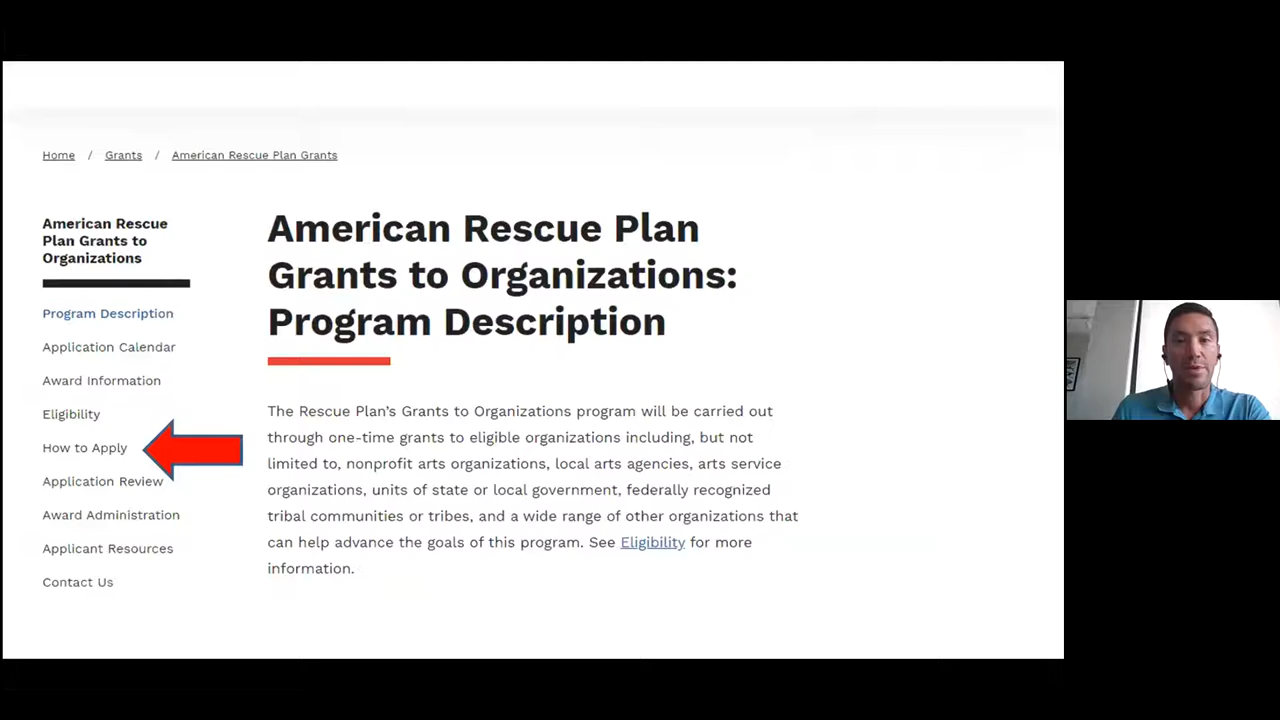 Home / Grants / American Rescue Plan Grants
American Rescue
Plan Grants to
Organizations
Program Description
Application Calendar
Award Information
Eligibility
How to Apply
Application Review
Award Administration
Applicant Resources
Contact Us
American Rescue Plan
Grants to Organizations:
Program Description
The Rescue Plan’s Grants to Organizations program will be carried out
through one-time grants to eligible organizations including, but not
limited to, nonprofit arts organizations, local arts agencies, arts service
organizations, units of state or local government, federally recognized
tribal communities or tribes, and a wide range of other organizations that
can help advance the goals of this program. See Eligibility for more
information.